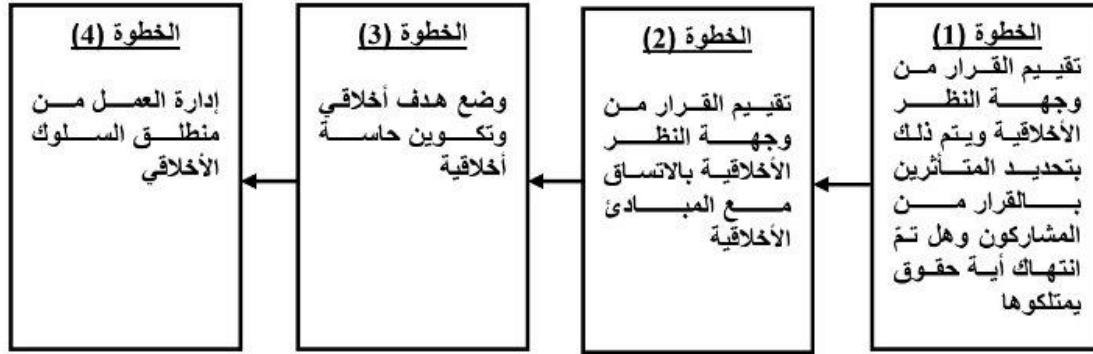 الخطوة (1)
تقييم القرار من
وجهة النظر
الأخلاقية ويتم ذلك
بتحديد المتأثرين
بالقرار من
المشاركون وهل تمّ
انتهاك أية حقوق
يمتلكوها
الخطوة (2)
تقييم القرار من
وجهة النظر
الأخلاقية بالاتساق
مع المبادئ
الأخلاقية
الخطوة (3)
وضع هدف أخلاقي
وتكوين حاسة
أخلاقية
الخطوة (4)
إدارة العمل من
منطلق السلوك
الأخلاقي